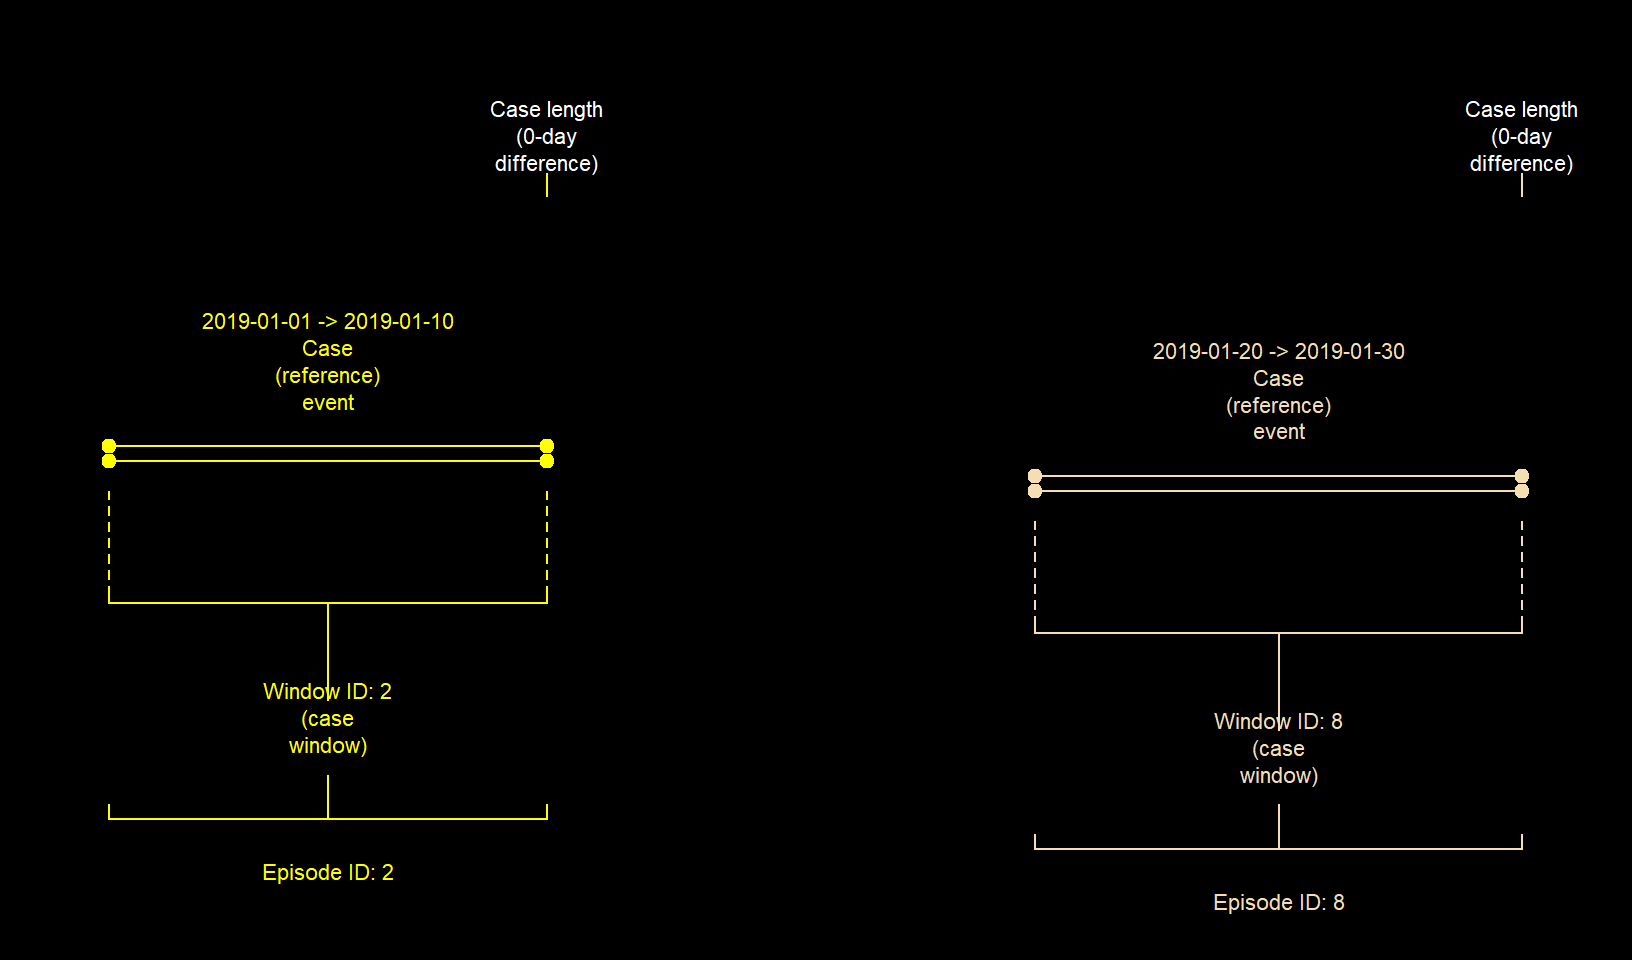 Case length
(0-day
difference)
2019-01-01 -> 2019-01-10
Case
(reference)
event
Window ID: 2
(case
window)
Episode ID: 2
Case length
(0-day
difference)
2019-01-20 -> 2019-01-30
Case
(reference)
event
Window ID: 8
(case
window)
Episode ID: 8